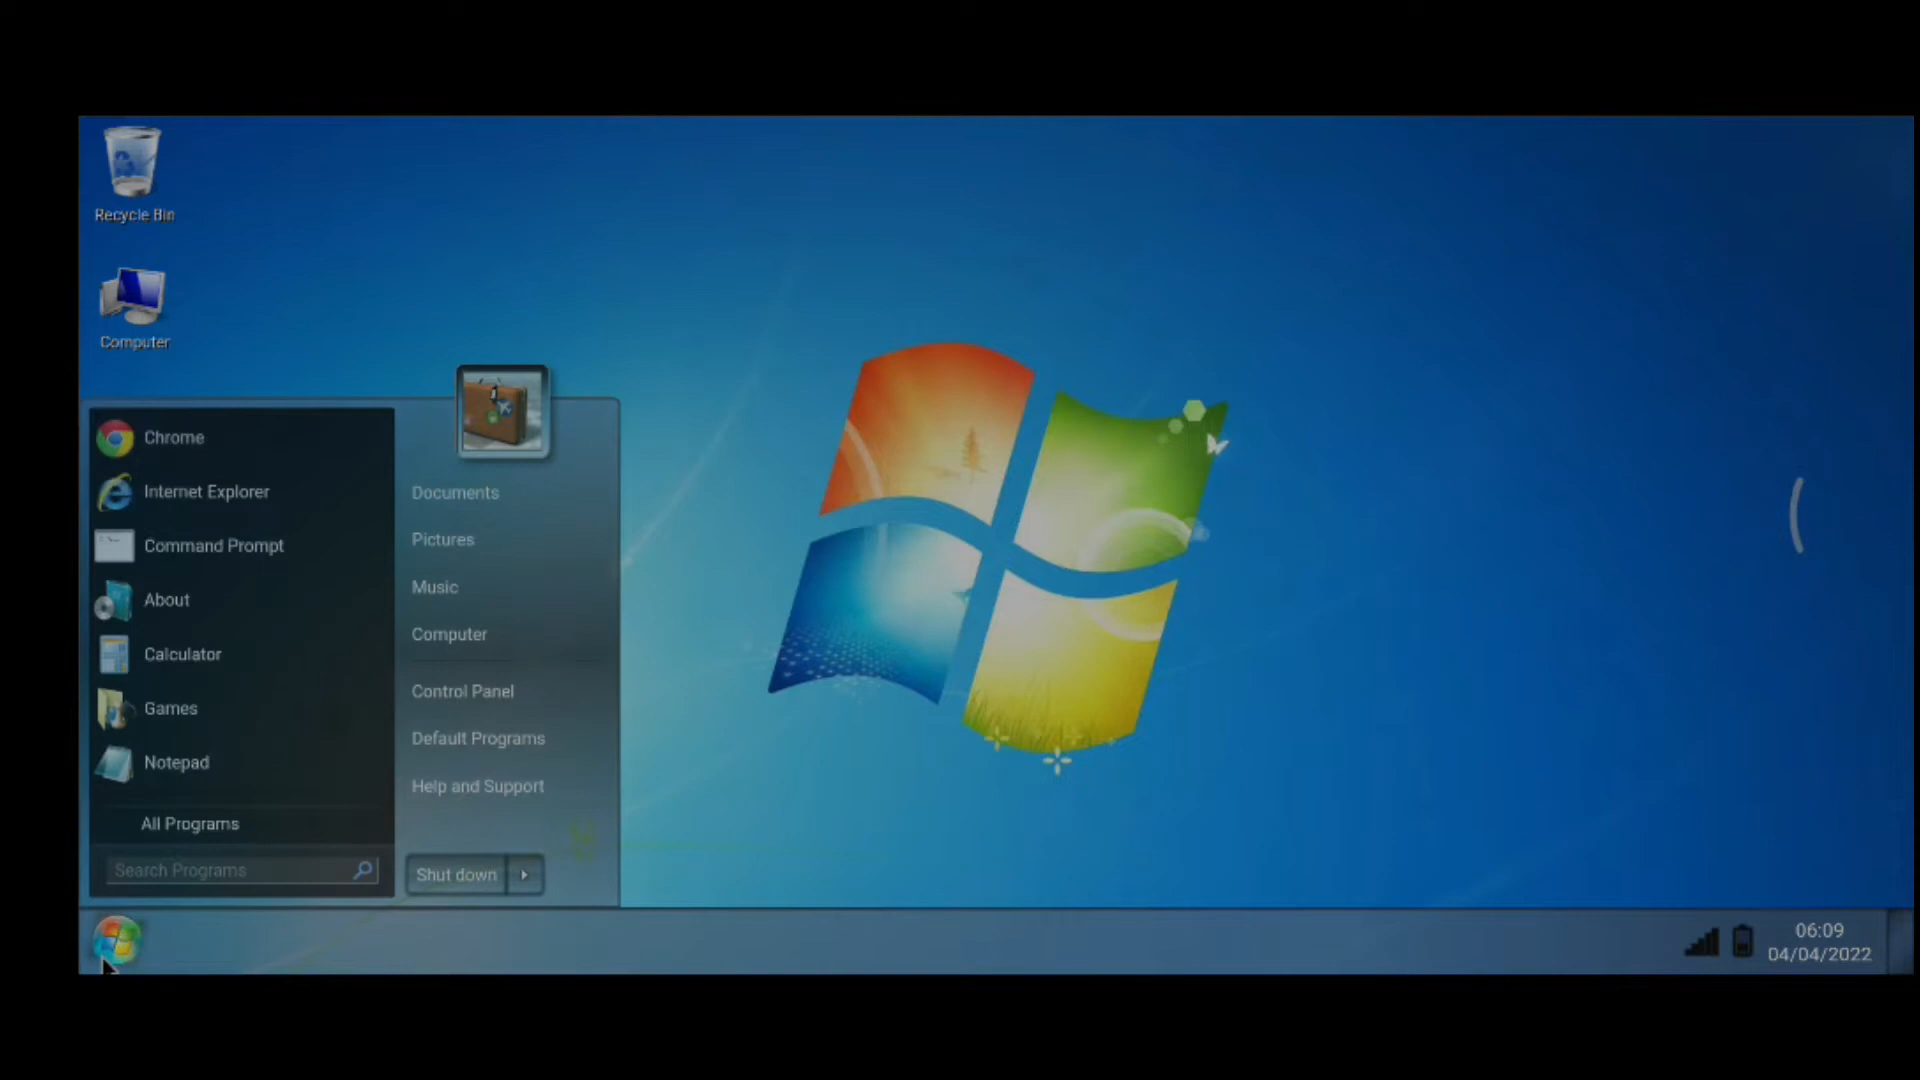 Recycle Bin
Computer
Chrome
Internet Explorer
Command Prompt
About
Calculator
Games
Notepad
All Programs
Search Programs
Documents
Pictures
Music
Computer
Control Panel
Default Programs
Help and Support
Shut down
06:09
04/04/2022